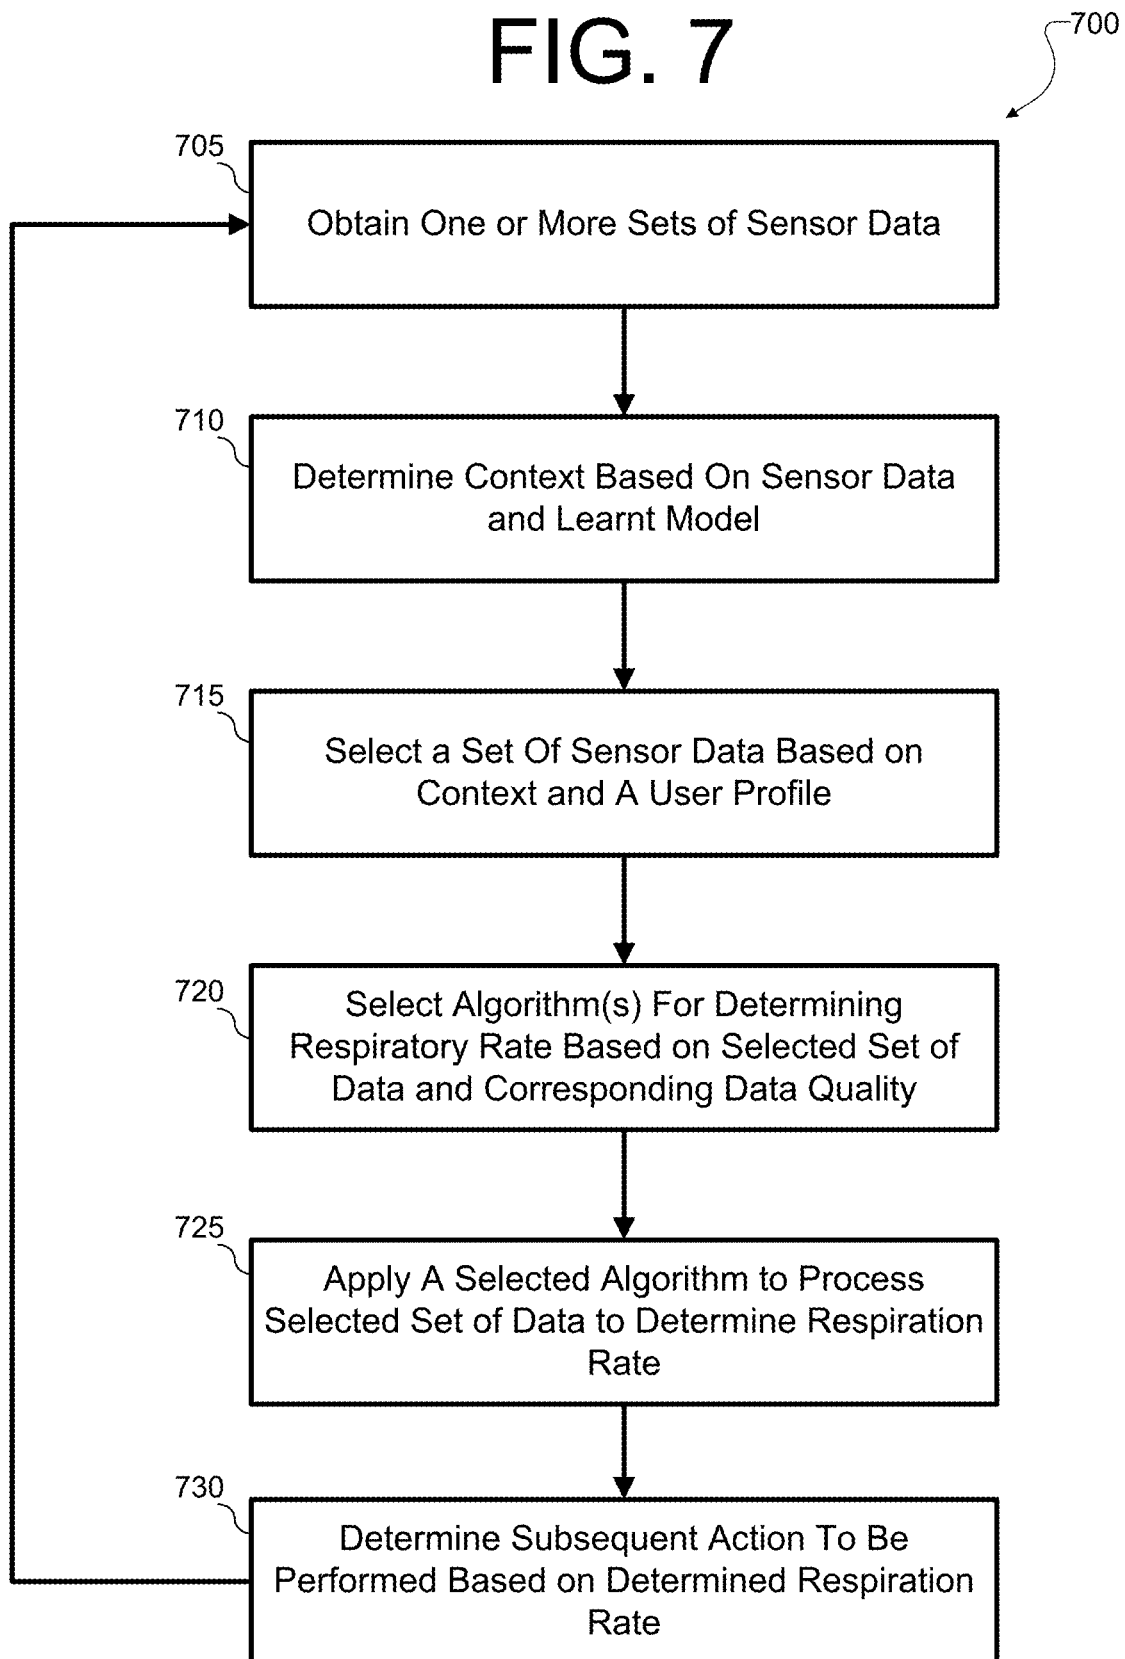 FIG. 7
700
705
Obtain One or More Sets of Sensor Data
710
Determine Context Based On Sensor Data
and Learnt Model
715
Select a Set Of Sensor Data Based on
Context and A User Profile
720
Select Algorithm(s) For Determining
Respiratory Rate Based on Selected Set of
Data and Corresponding Data Quality
725
Apply A Selected Algorithm to Process
Selected Set of Data to Determine Respiration
Rate
730
Determine Subsequent Action To Be
Performed Based on Determined Respiration
Rate